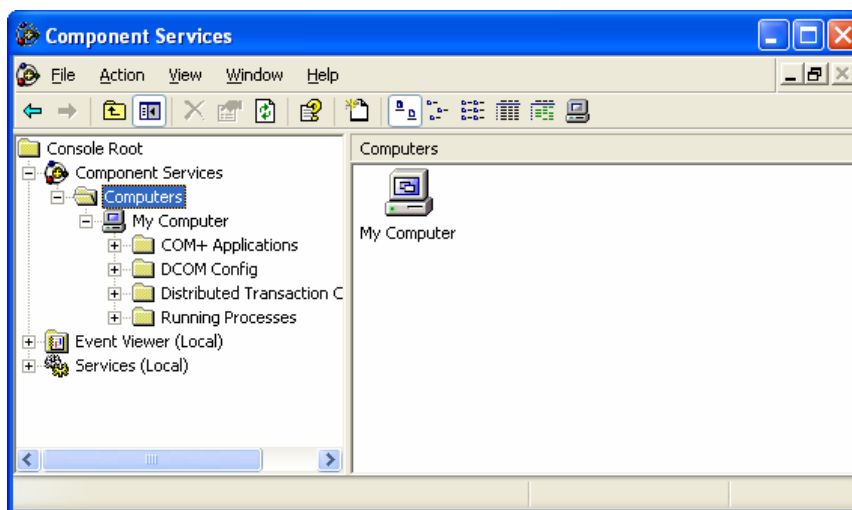 Component Services
File Action View Window Help
Console Root
Component Services
Computers
My Computer
COM+ Applications
DCOM Config
Distributed Transaction C
Running Processes
Event Viewer (Local)
Services (Local)
Computers
My Computer